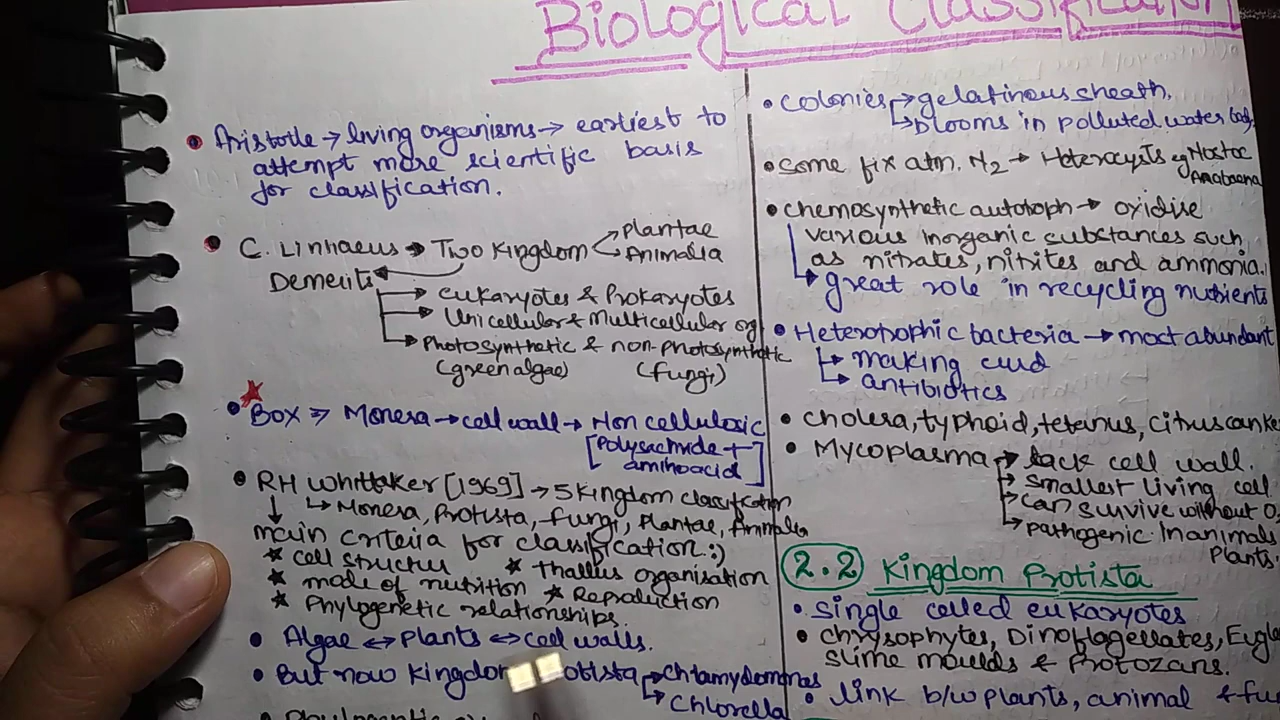 Biological Classification
• Aristotle → living organisms → earliest to
attempt more scientific basis
for classification.
• C. Linnaeus → Two Kingdom
Plantae
Animalia
Demerits
→ eukaryotes & Prokaryotes
→ Unicellular & Multicellular org
→ Photosynthetic & non-photosynthetic
(green algae) (fungi)
• Box ⇒ Monera → cell wall → Non cellulosic
[Polysacchride +
aminoacid]
• RH Whittaker [1969] → 5 Kingdom classification
↳ Monera, Protista, Fungi, Plantae, Animalia
main criteria for classification:)
★ cell structure ★ Thallus organisation
★ mode of nutrition ★ Reproduction
★ Phylogenetic relationships.
• Algae ↔ Plants ↔ cell walls.
• But now Kingdom Protista → Chlamydomonas
↳ Chlorella
• colonies → gelatinous sheath.
↳ Blooms in polluted water body.
• some fix atm. N2 → Heterocysts eg Nostoc
Anabaena
• chemosynthetic autotoph → oxidise
various inorganic substances such
as nitrates, nitrites and ammonia.
↳ great role in recycling nutrients
• Heterotrophic bacteria → most abundant
↳ making curd
↳ antibiotics
• cholera, typhoid, tetanus, citrus canke
• Mycoplasma → lack cell wall.
→ smallest living cell
→ can survive without O
→ pathogenic in animals
Plants.
2.2 Kingdom Protista
• single celled eukaryotes
• chrysophytes, Dinoflagellates, Eugl
slime moulds & Protozans.
• link b/w plants, animal & fu